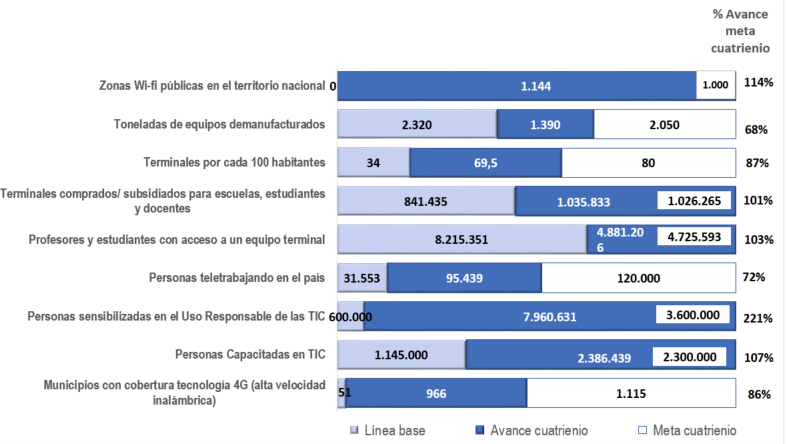 % Avance
meta
cuatrienio
Zonas Wi-fi públicas en el territorio nacional 0 1.144 1.000 114%
Toneladas de equipos demanufacturados 2.320 1.390 2.050 68%
Terminales por cada 100 habitantes 34 69,5 80 87%
Terminales comprados/ subsidiados para escuelas, estudiantes
y docentes 841.435 1.035.833 1.026.265 101%
Profesores y estudiantes con acceso a un equipo terminal 8.215.351 4.881.20
6 4.725.593 103%
Personas teletrabajando en el país 31.553 95.439 120.000 72%
Personas sensibilizadas en el Uso Responsable de las TIC 600.000 7.960.631 3.600.000 221%
Personas Capacitadas en TIC 1.145.000 2.386.439 2.300.000 107%
Municipios con cobertura tecnología 4G (alta velocidad
inalámbrica) 51 966 1.115 86%
Línea base Avance cuatrienio Meta cuatrienio